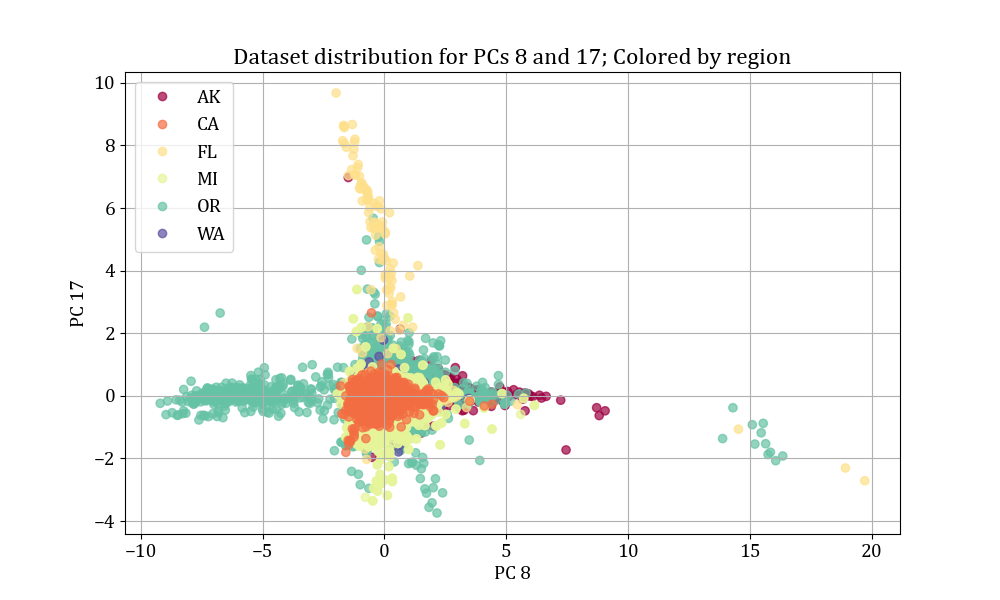 Dataset distribution for PCs 8 and 17; Colored by region
10
8
6
4
2
0
−2
−4
PC 17
AK
CA
FL
MI
OR
WA
−10
−5
0
5
10
15
20
PC 8